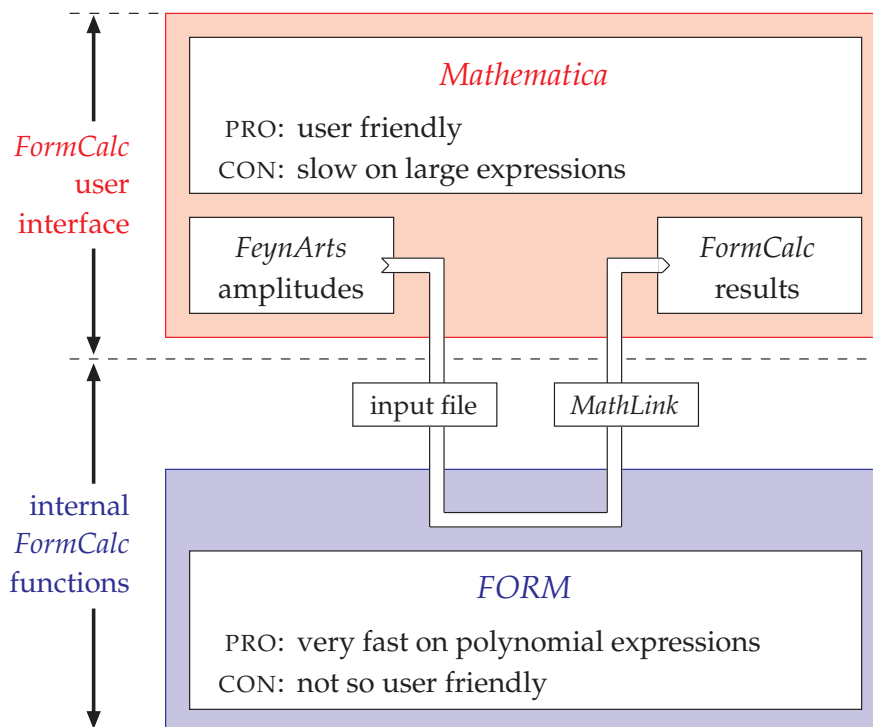 Mathematica
PRO: user friendly
CON: slow on large expressions
FormCalc
user
interface
FeynArts
amplitudes
FormCalc
results
input file
MathLink
internal
FormCalc
functions
FORM
PRO: very fast on polynomial expressions
CON: not so user friendly